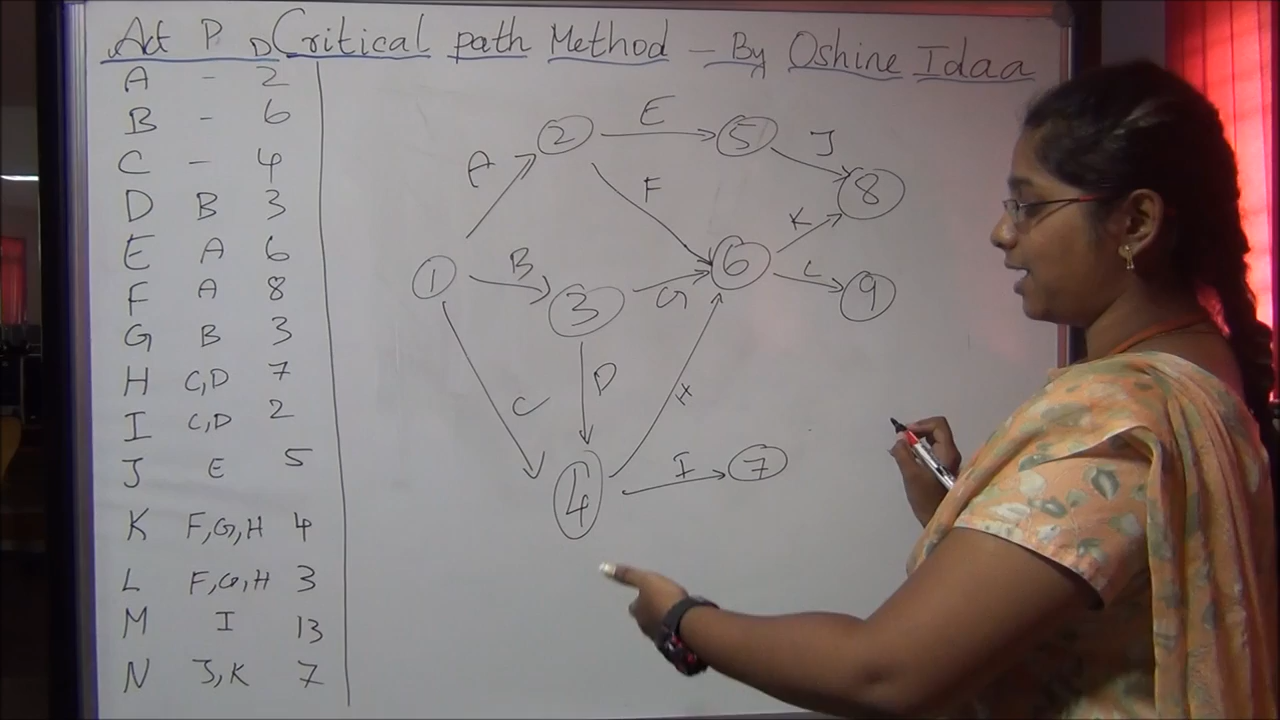 Act P D Critical path Method – By Oshine Idaa
A - 2
B - 6
C - 4
D B 3
E A 6
F A 8
G B 3
H C,D 7
I C,D 2
J E 5
K F,G,H 4
L F,G,H 3
M I 13
N J,K 7
E
2
5
J
A
F
8
K
B
6
1
L
3
G
9
D
C
H
I
7
4